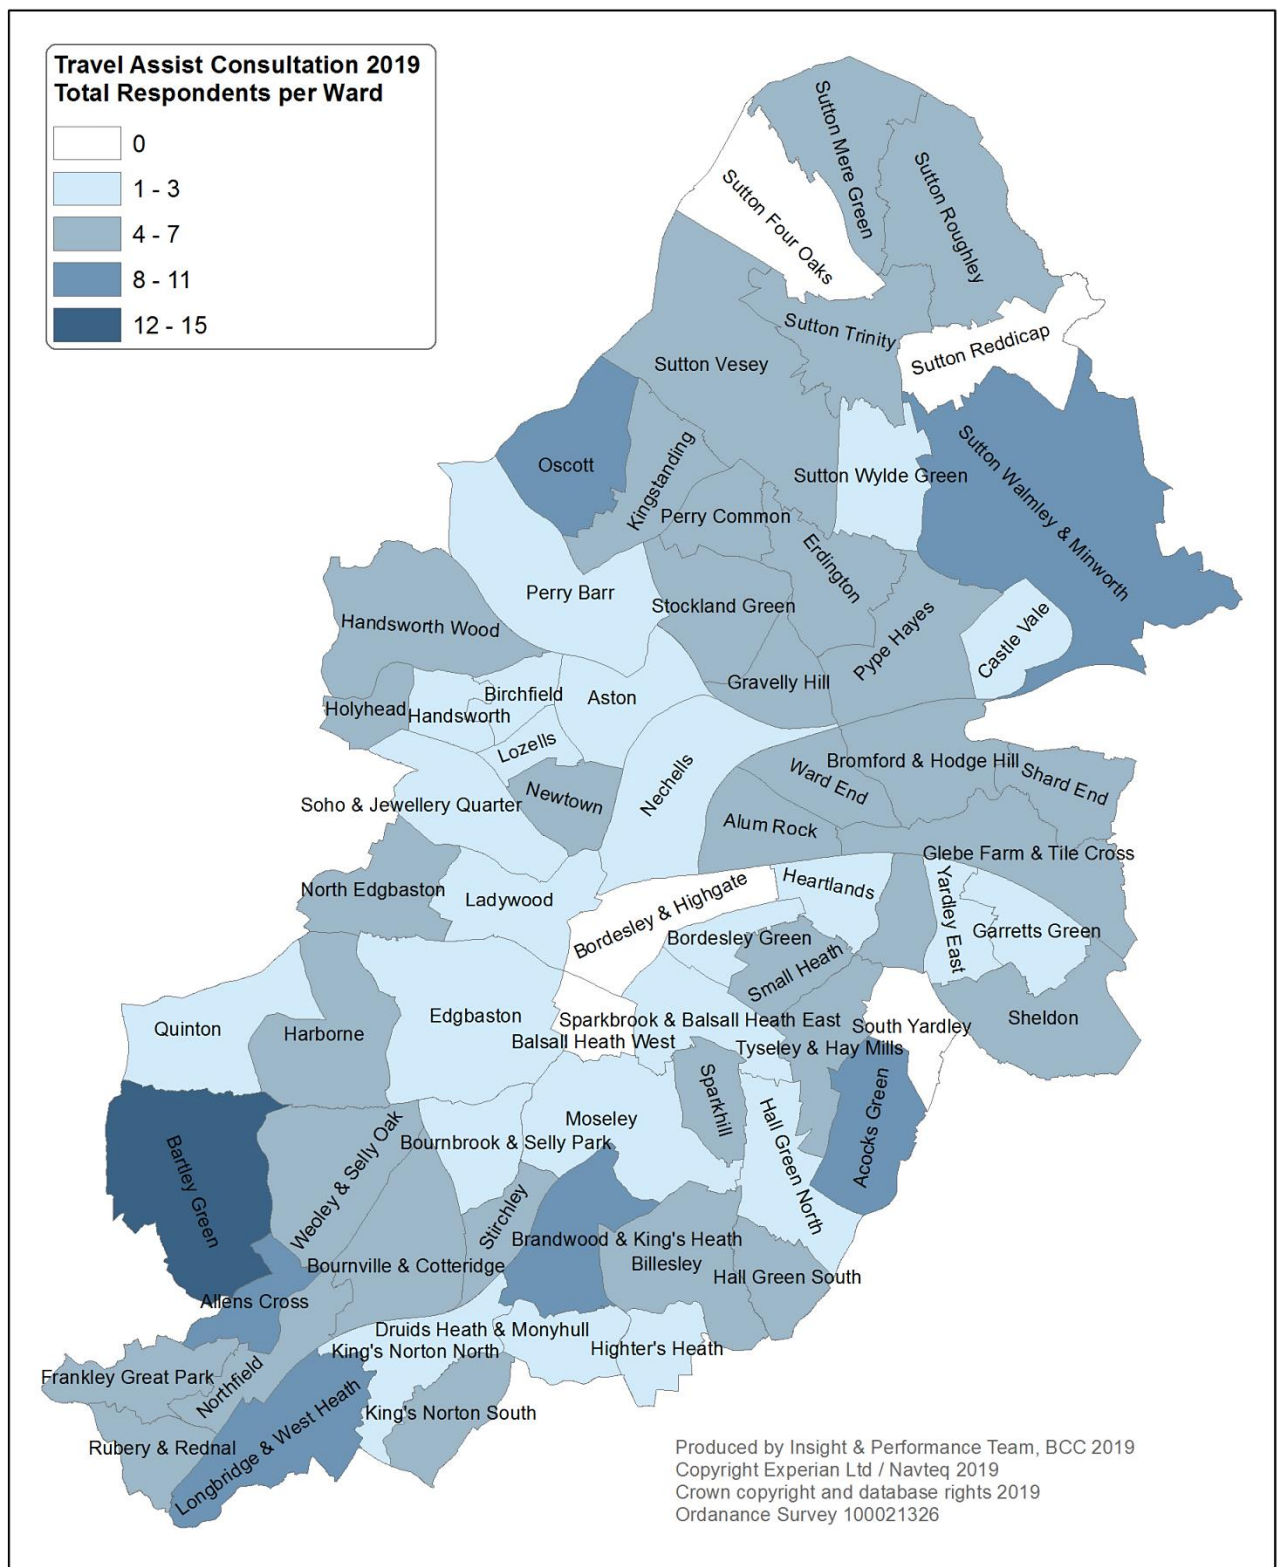 Travel Assist Consultation 2019
Total Respondents per Ward
0
1 - 3
4 - 7
8 - 11
12 - 15
Sutton Mere Green
Sutton Roughley
Sutton Four Oaks
Sutton Trinity
Sutton Reddicap
Sutton Vesey
Oscott
Kingstanding
Sutton Wylde Green
Sutton Walmley & Minworth
Perry Common
Erdington
Perry Barr
Stockland Green
Handsworth Wood
Pype Hayes
Castle Vale
Gravelly Hill
Birchfield
Aston
Holyhead
Handsworth
Lozells
Nechells
Bromford & Hodge Hill
Ward End
Shard End
Soho & Jewellery Quarter
Newtown
Alum Rock
Glebe Farm & Tile Cross
North Edgbaston
Ladywood
Heartlands
Bordesley & Highgate
Yardley East
Garretts Green
Bordesley Green
Small Heath
Quinton
Harborne
Edgbaston
Sparkbrook & Balsall Heath East
South Yardley
Sheldon
Balsall Heath West
Tyseley & Hay Mills
Sparkhill
Acocks Green
Moseley
Hall Green North
Bournbrook & Selly Park
Weoley & Selly Oak
Bartley Green
Stirchley
Brandwood & King's Heath
Billesley
Bournville & Cotteridge
Hall Green South
Allens Cross
Druids Heath & Monyhull
King's Norton North
Highter's Heath
Frankley Great Park
Northfield
King's Norton South
Rubery & Rednal
Longbridge & West Heath
Produced by Insight & Performance Team, BCC 2019
Copyright Experian Ltd / Navteq 2019
Crown copyright and database rights 2019
Ordanance Survey 100021326